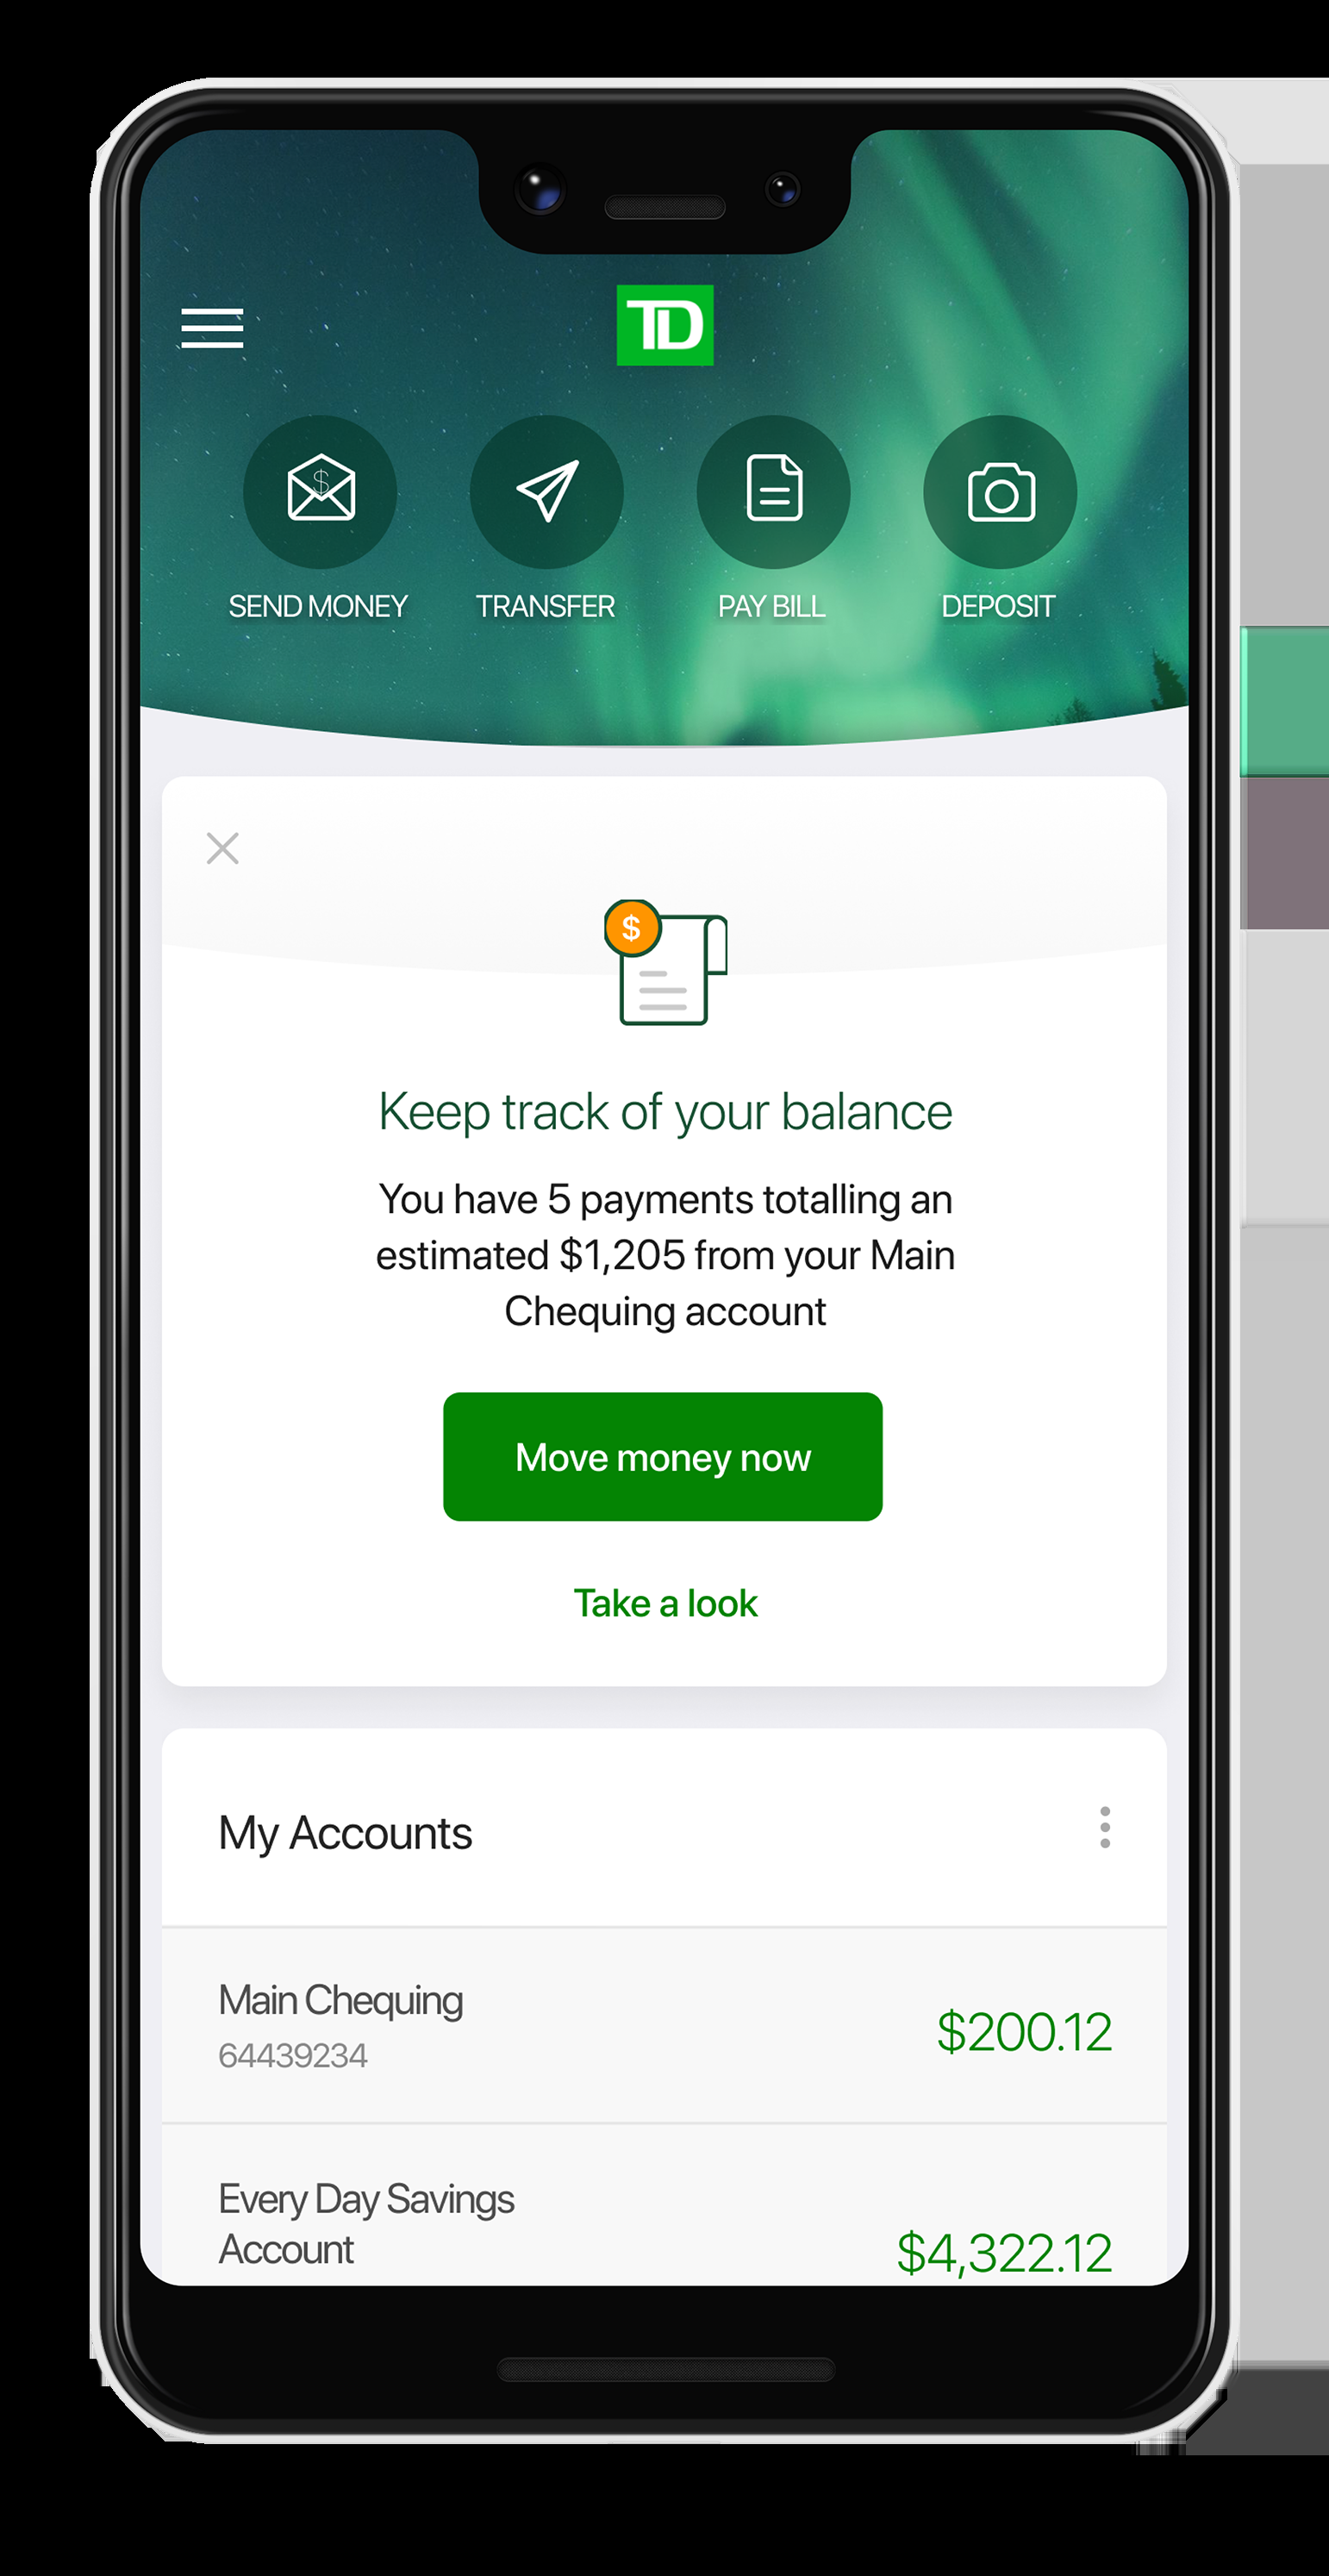 TD
SEND MONEY TRANSFER PAY BILL DEPOSIT
$
Keep track of your balance
You have 5 payments totalling an
estimated $1,205 from your Main
Chequing account
Move money now
Take a look
My Accounts
Main Chequing
64439234
$200.12
Every Day Savings
Account
$4,322.12